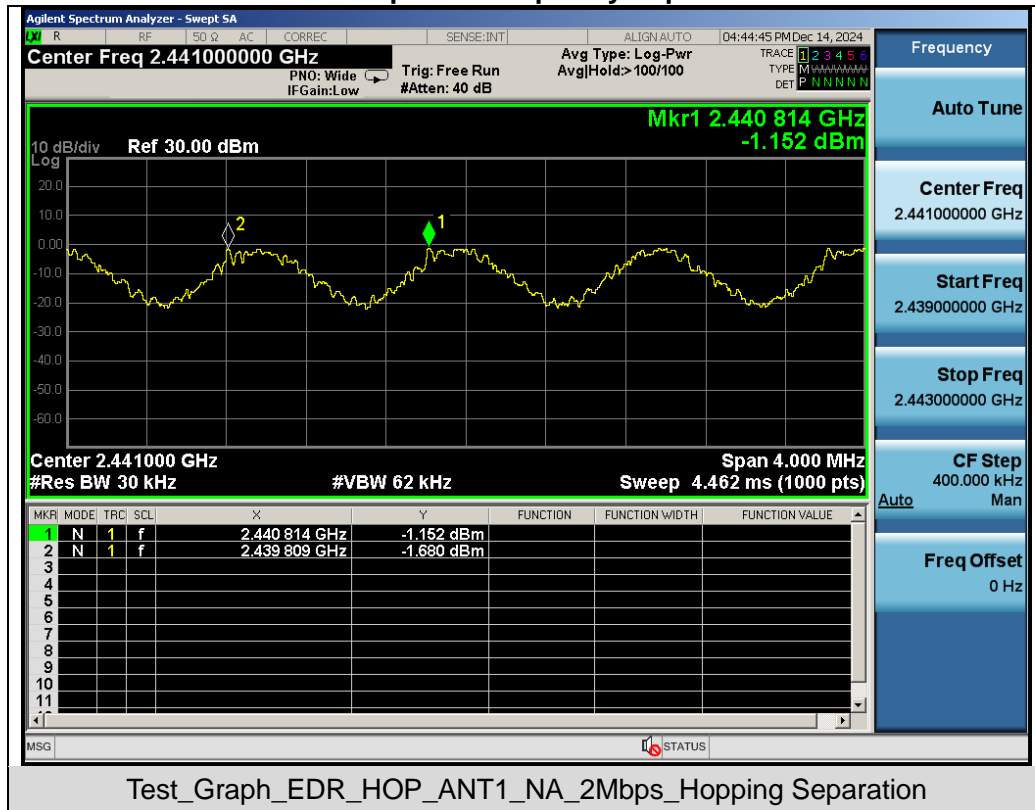 Agilent Spectrum Analyzer - Swept SA
LXI R RF 50 Ω AC CORREC SENSE:INT ALIGN AUTO 04:44:45 PM Dec 14, 2024
Center Freq 2.441000000 GHz
PNO: Wide
IFGain:Low
Trig: Free Run
#Atten: 40 dB
Avg Type: Log-Pwr
Avg|Hold:>100/100
TRACE 1 2 3 4 5 6
TYPE M WWWWW
DET P N N N N N
Mkr1 2.440 814 GHz
-1.152 dBm
10 dB/div Ref 30.00 dBm
Log
20.0
10.0
0.00
-10.0
-20.0
-30.0
-40.0
-50.0
-60.0
2
1
Center 2.441000 GHz Span 4.000 MHz
#Res BW 30 kHz #VBW 62 kHz Sweep 4.462 ms (1000 pts)
MKR MODE TRC SCL X Y FUNCTION FUNCTION WIDTH FUNCTION VALUE
1 N 1 f 2.440 814 GHz -1.152 dBm
2 N 1 f 2.439 809 GHz -1.680 dBm
3
4
5
6
7
8
9
10
11
MSG STATUS
Frequency
Auto Tune
Center Freq
2.441000000 GHz
Start Freq
2.439000000 GHz
Stop Freq
2.443000000 GHz
CF Step
400.000 kHz
Auto Man
Freq Offset
0 Hz
Test_Graph_EDR_HOP_ANT1_NA_2Mbps_Hopping Separation